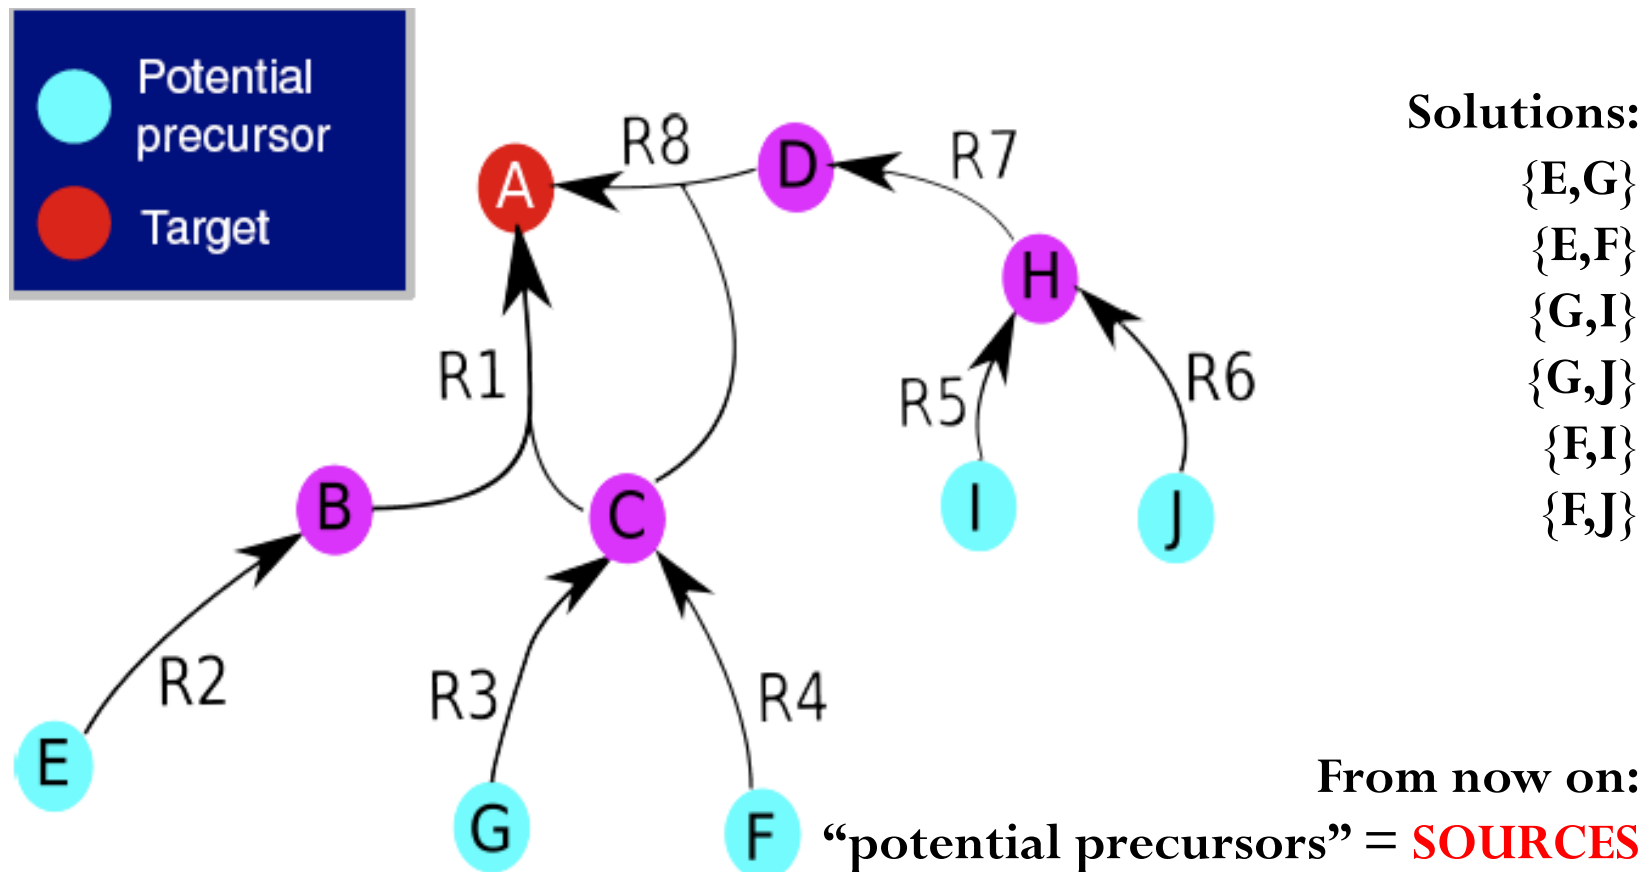 Potential
precursor
Target
A
R8
D
R7
H
R1
R5
R6
B
C
I
J
R2
R3
R4
E
G
F
Solutions:
{E,G}
{E,F}
{G,I}
{G,J}
{F,I}
{F,J}
From now on:
“potential precursors” = SOURCES